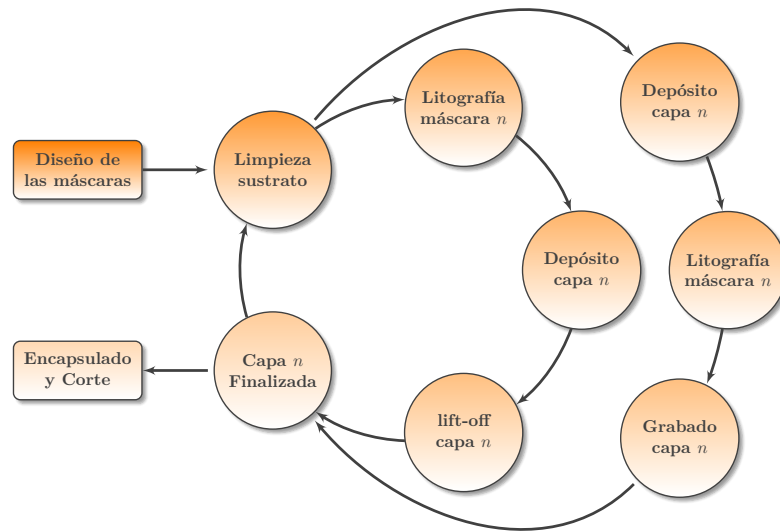 Diseño de
las máscaras
Limpieza
sustrato
Litografía
máscara n
Depósito
capa n
Depósito
capa n
Litografía
máscara n
Encapsulado
y Corte
Capa n
Finalizada
lift-off
capa n
Grabado
capa n